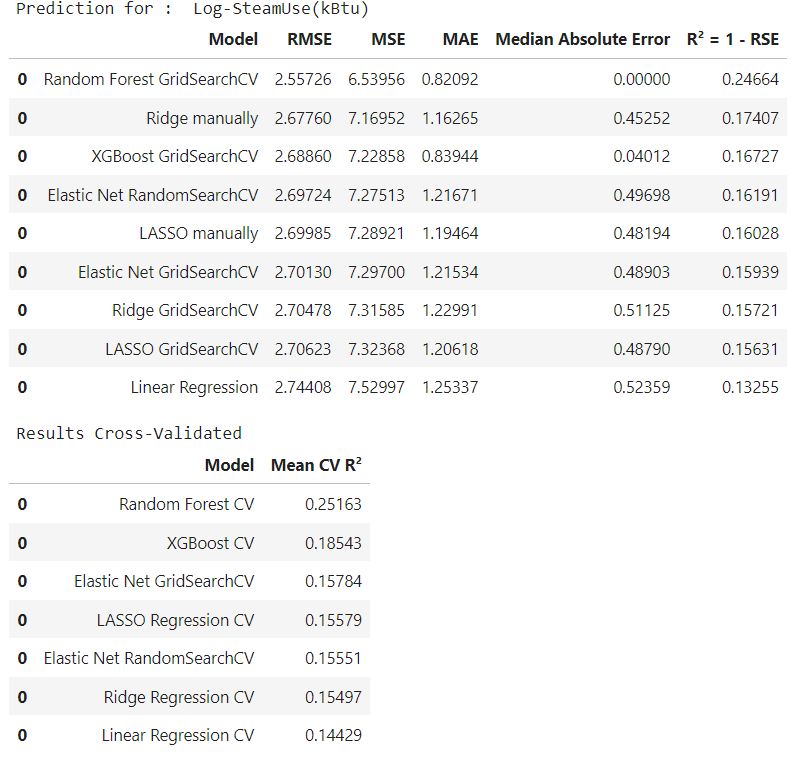 Prediction for :  Log-SteamUse(kBtu)
Model RMSE MSE MAE Median Absolute Error R² = 1 - RSE
0 Random Forest GridSearchCV 2.55726 6.53956 0.82092 0.00000 0.24664
0 Ridge manually 2.67760 7.16952 1.16265 0.45252 0.17407
0 XGBoost GridSearchCV 2.68860 7.22858 0.83944 0.04012 0.16727
0 Elastic Net RandomSearchCV 2.69724 7.27513 1.21671 0.49698 0.16191
0 LASSO manually 2.69985 7.28921 1.19464 0.48194 0.16028
0 Elastic Net GridSearchCV 2.70130 7.29700 1.21534 0.48903 0.15939
0 Ridge GridSearchCV 2.70478 7.31585 1.22991 0.51125 0.15721
0 LASSO GridSearchCV 2.70623 7.32368 1.20618 0.48790 0.15631
0 Linear Regression 2.74408 7.52997 1.25337 0.52359 0.13255
Results Cross-Validated
Model Mean CV R²
0 Random Forest CV 0.25163
0 XGBoost CV 0.18543
0 Elastic Net GridSearchCV 0.15784
0 LASSO Regression CV 0.15579
0 Elastic Net RandomSearchCV 0.15551
0 Ridge Regression CV 0.15497
0 Linear Regression CV 0.14429